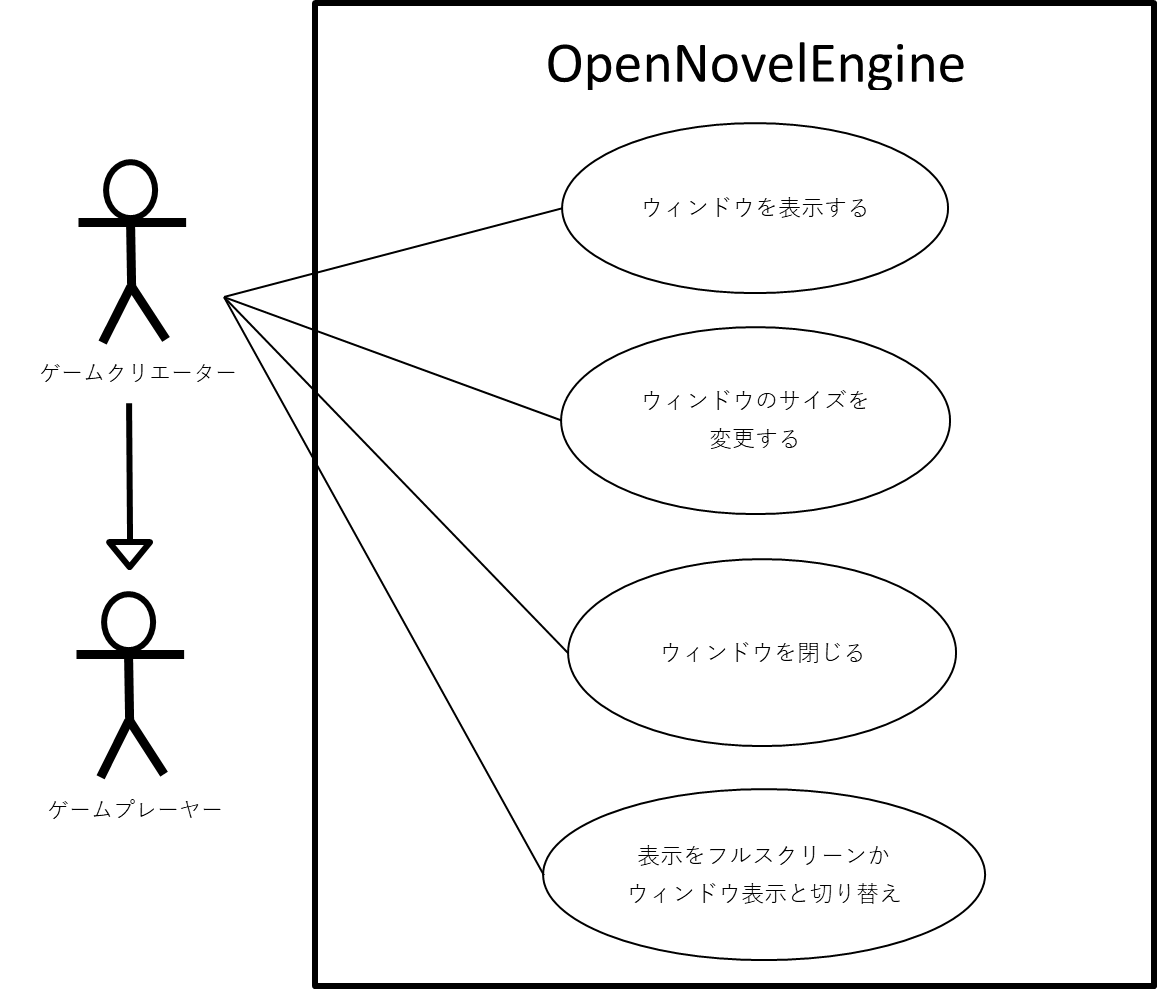 OpenNovelEngine
ウィンドウを表示する
ゲームクリエーター
ウィンドウのサイズを
変更する
ウィンドウを閉じる
ゲームプレーヤー
表示をフルスクリーンか
ウィンドウ表示と切り替え